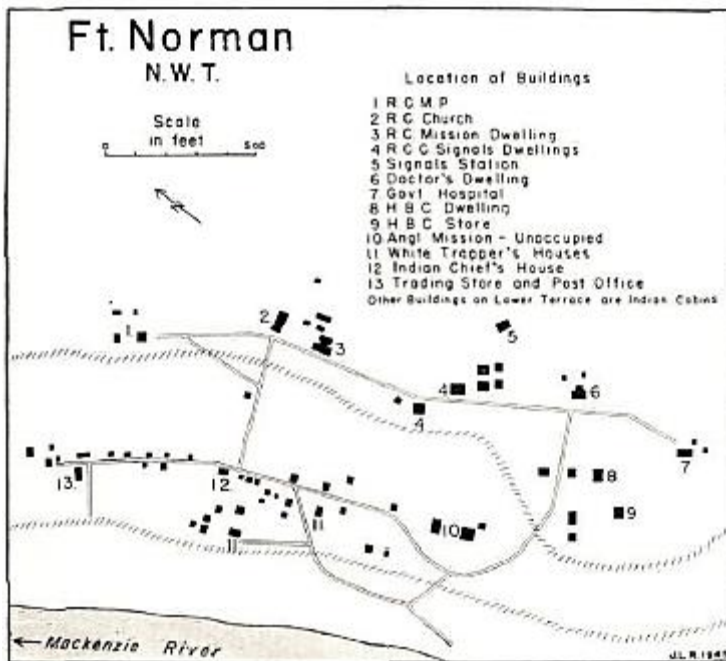 Ft. Norman
N.W.T.
Scale
in feet
0 500
Location of Buildings
1 R C M P
2 R C Church
3 R C Mission Dwelling
4 R C C Signals Dwellings
5 Signals Station
6 Doctor's Dwelling
7 Govt Hospital
8 H B C Dwelling
9 H B C Store
10 Angl Mission - Unoccupied
11 White Trapper's Houses
12 Indian Chief's House
13 Trading Store and Post Office
Other Buildings on Lower Terrace are Indian Cabins
1.
2
3
5
4
4
6
7
13.
12.
11
11
10
8
9
Mackenzie River
J.L.R.